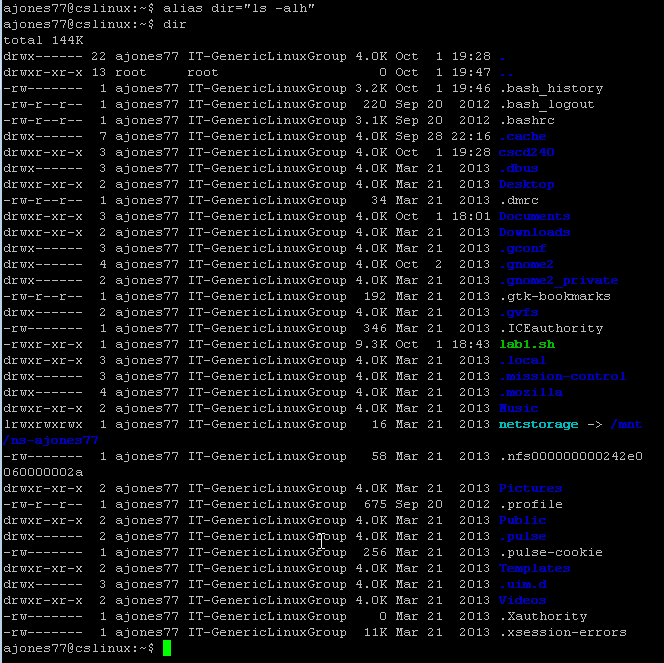 ajones77@cslinux:~$ alias dir="ls -alh"
ajones77@cslinux:~$ dir
total 144K
drwx------ 22 ajones77 IT-GenericLinuxGroup 4.0K Oct  1 19:28 .
drwxr-xr-x 13 root     root                    0 Oct  1 19:47 ..
-rw-------  1 ajones77 IT-GenericLinuxGroup 3.2K Oct  1 19:46 .bash_history
-rw-r--r--  1 ajones77 IT-GenericLinuxGroup  220 Sep 20  2012 .bash_logout
-rw-r--r--  1 ajones77 IT-GenericLinuxGroup 3.1K Sep 20  2012 .bashrc
drwx------  7 ajones77 IT-GenericLinuxGroup 4.0K Sep 28 22:16 .cache
drwxr-xr-x  3 ajones77 IT-GenericLinuxGroup 4.0K Oct  1 19:28 cscd240
drwx------  3 ajones77 IT-GenericLinuxGroup 4.0K Mar 21  2013 .dbus
drwxr-xr-x  2 ajones77 IT-GenericLinuxGroup 4.0K Mar 21  2013 Desktop
-rw-r--r--  1 ajones77 IT-GenericLinuxGroup   34 Mar 21  2013 .dmrc
drwxr-xr-x  3 ajones77 IT-GenericLinuxGroup 4.0K Oct  1 18:01 Documents
drwxr-xr-x  2 ajones77 IT-GenericLinuxGroup 4.0K Mar 21  2013 Downloads
drwx------  3 ajones77 IT-GenericLinuxGroup 4.0K Mar 21  2013 .gconf
drwx------  4 ajones77 IT-GenericLinuxGroup 4.0K Oct  2  2013 .gnome2
drwx------  2 ajones77 IT-GenericLinuxGroup 4.0K Mar 21  2013 .gnome2_private
-rw-r--r--  1 ajones77 IT-GenericLinuxGroup  192 Mar 21  2013 .gtk-bookmarks
drwx------  2 ajones77 IT-GenericLinuxGroup 4.0K Mar 21  2013 .gvfs
-rw-------  1 ajones77 IT-GenericLinuxGroup  346 Mar 21  2013 .ICEauthority
-rwxr-xr-x  1 ajones77 IT-GenericLinuxGroup 9.3K Oct  1 18:43 lab1.sh
drwxr-xr-x  3 ajones77 IT-GenericLinuxGroup 4.0K Mar 21  2013 .local
drwx------  3 ajones77 IT-GenericLinuxGroup 4.0K Mar 21  2013 .mission-control
drwx------  4 ajones77 IT-GenericLinuxGroup 4.0K Mar 21  2013 .mozilla
drwxr-xr-x  2 ajones77 IT-GenericLinuxGroup 4.0K Mar 21  2013 Music
lrwxrwxrwx  1 ajones77 IT-GenericLinuxGroup   16 Mar 21  2013 netstorage -> /mnt
/ns-ajones77
-rw-------  1 ajones77 IT-GenericLinuxGroup   58 Mar 21  2013 .nfs000000000242e0
060000002a
drwxr-xr-x  2 ajones77 IT-GenericLinuxGroup 4.0K Mar 21  2013 Pictures
-rw-r--r--  1 ajones77 IT-GenericLinuxGroup  675 Sep 20  2012 .profile
drwxr-xr-x  2 ajones77 IT-GenericLinuxGroup 4.0K Mar 21  2013 Public
drwx------  2 ajones77 IT-GenericLinuxGroup 4.0K Mar 21  2013 .pulse
-rw-------  1 ajones77 IT-GenericLinuxGroup  256 Mar 21  2013 .pulse-cookie
drwxr-xr-x  2 ajones77 IT-GenericLinuxGroup 4.0K Mar 21  2013 Templates
drwx------  3 ajones77 IT-GenericLinuxGroup 4.0K Mar 21  2013 .uim.d
drwxr-xr-x  2 ajones77 IT-GenericLinuxGroup 4.0K Mar 21  2013 Videos
-rw-------  1 ajones77 IT-GenericLinuxGroup    0 Mar 21  2013 .Xauthority
-rw-------  1 ajones77 IT-GenericLinuxGroup  11K Mar 21  2013 .xsession-errors
ajones77@cslinux:~$